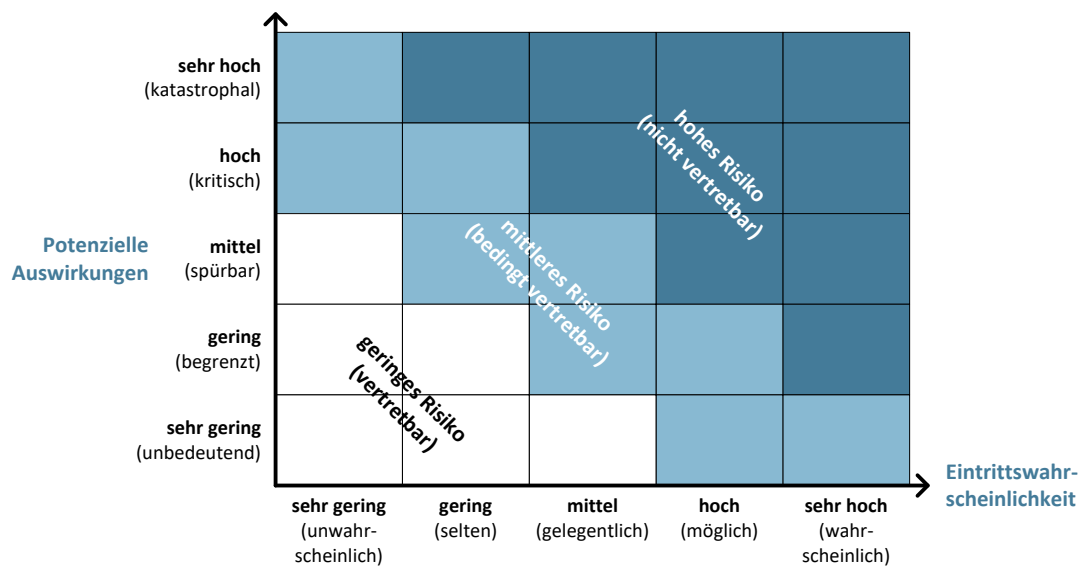 sehr hoch
(katastrophal)
hoch
(kritisch)
Potenzielle
Auswirkungen
mittel
(spürbar)
gering
(begrenzt)
sehr gering
(unbedeutend)
hohes Risiko
(nicht vertretbar)
mittleres Risiko
(bedingt vertretbar)
geringes Risiko
(vertretbar)
sehr gering
(unwahr-
scheinlich)
gering
(selten)
mittel
(gelegentlich)
hoch
(möglich)
sehr hoch
(wahr-
scheinlich)
Eintrittswahr-
scheinlichkeit